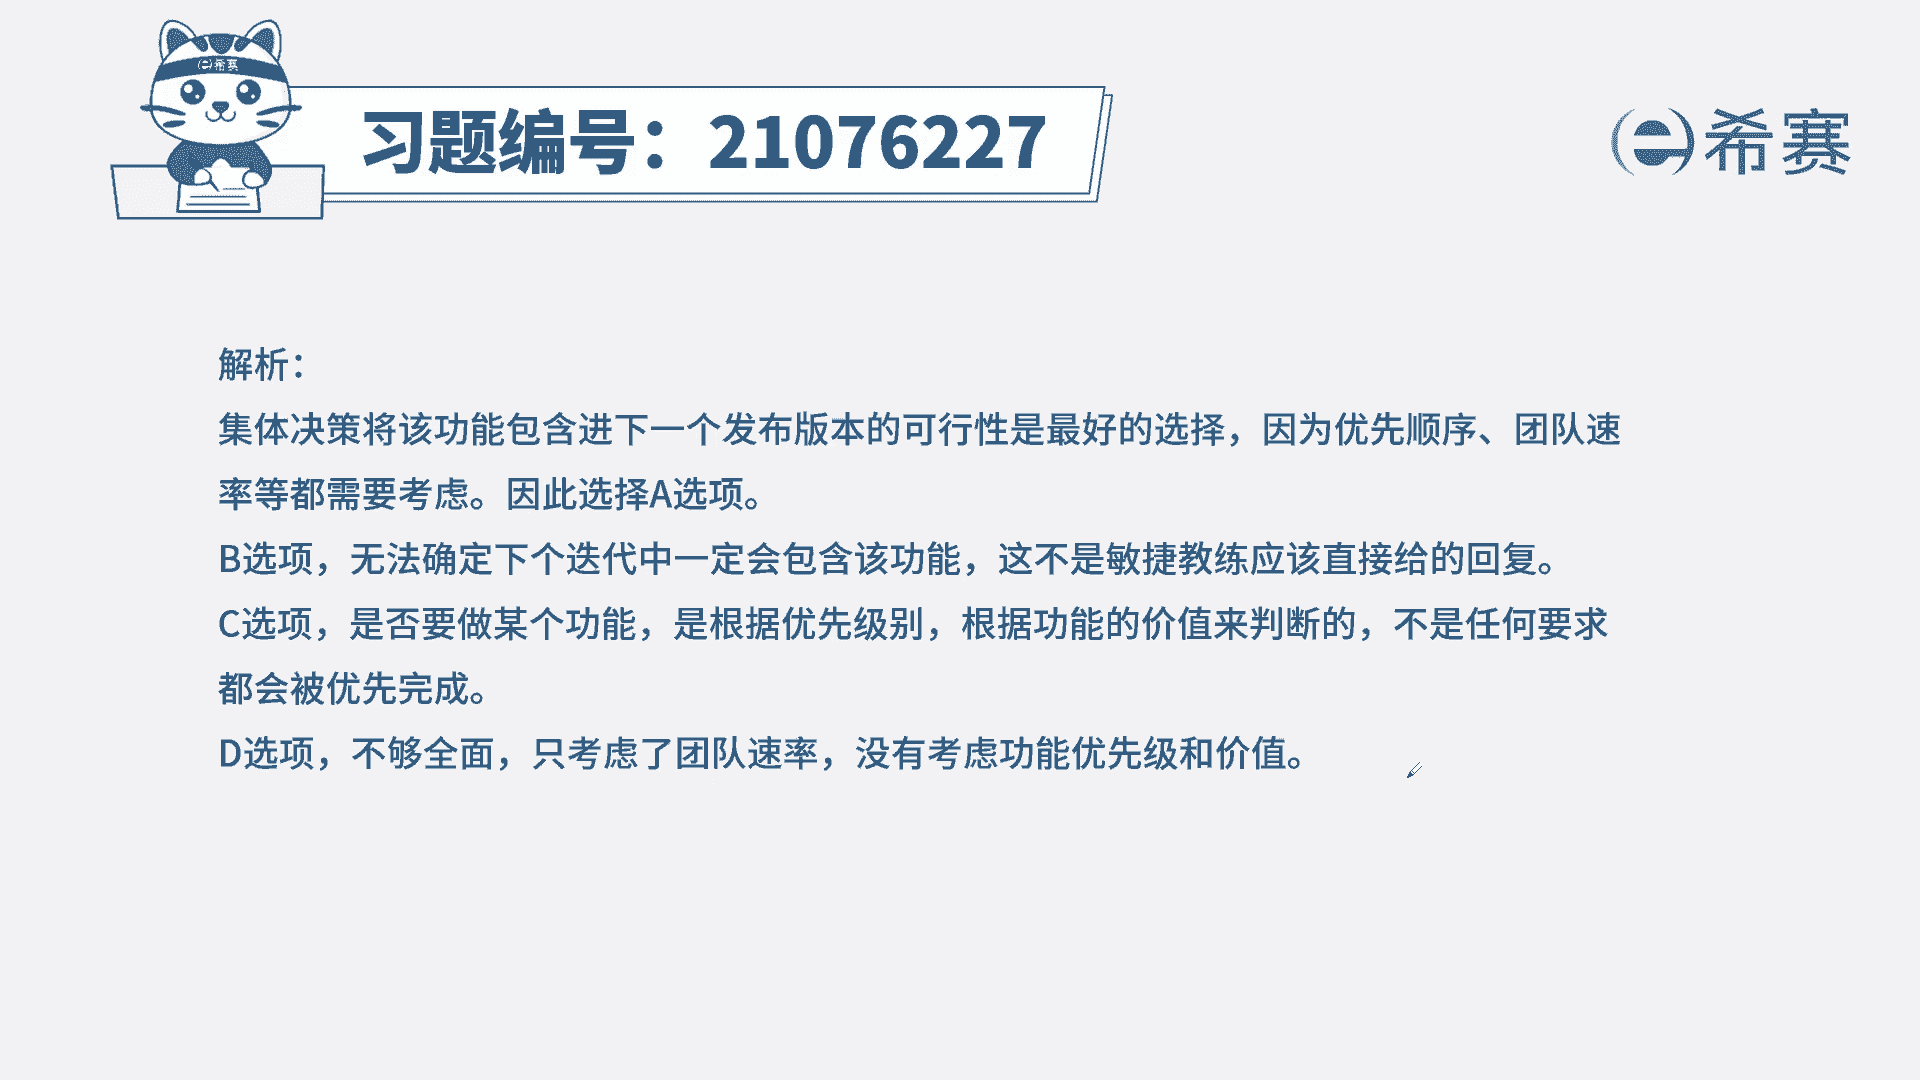 希赛
习题编号：21076227
希赛
解析：
集体决策将该功能包含进下一个发布版本的可行性是最好的选择，因为优先顺序、团队速
率等都需要考虑。因此选择A选项。
B选项，无法确定下个迭代中一定会包含该功能，这不是敏捷教练应该直接给的回复。
C选项，是否要做某个功能，是根据优先级别，根据功能的价值来判断的，不是任何要求
都会被优先完成。
D选项，不够全面，只考虑了团队速率，没有考虑功能优先级和价值。